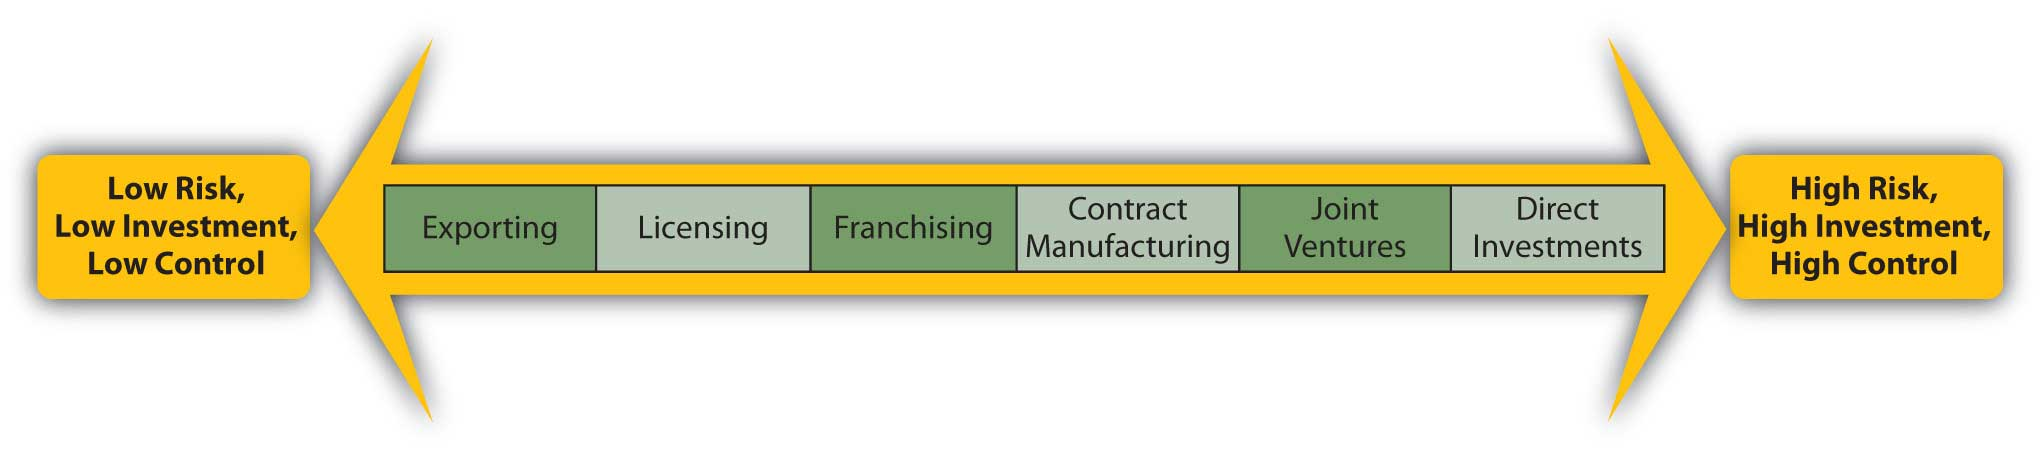 Low Risk,
Low Investment,
Low Control
Exporting
Licensing
Franchising
Contract
Manufacturing
Joint
Ventures
Direct
Investments
High Risk,
High Investment,
High Control